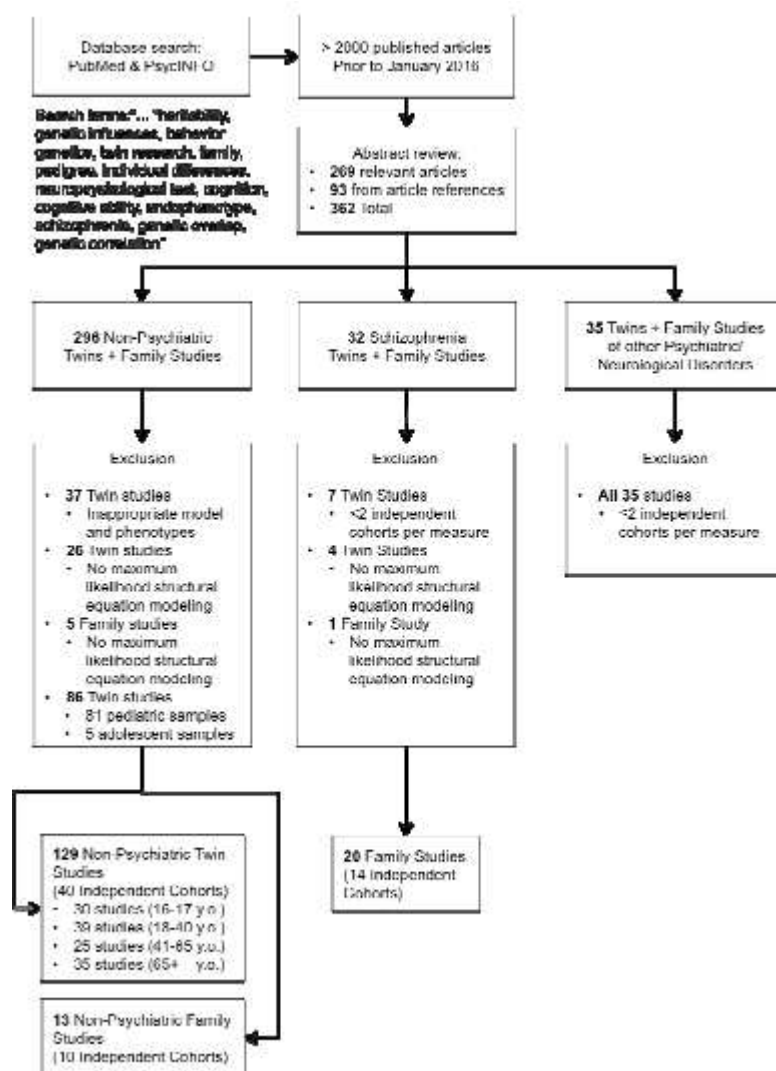 Database search:
PubMed & PsycINFO
> 2000 published articles
Prior to January 2016
Search terms:"... "heritability,
genetic influences, behavior
genetics, twin research, family,
pedigree, individual differences,
neuropsychological test, cognition,
cognitive ability, endophenotype,
schizophrenia, genetic overlap,
genetic correlation"
Abstract review:
• 269 relevant articles
• 93 from article references
• 362 Total
296 Non-Psychiatric
Twins + Family Studies
32 Schizophrenia
Twins + Family Studies
35 Twins + Family Studies
of other Psychiatric/
Neurological Disorders
Exclusion
• 37 Twin studies
• Inappropriate model
and phenotypes
• 26 Twin studies
- No maximum
likelihood structural
equation modeling
• 5 Family studies
• No maximum
likelihood structural
equation modeling
• 86 Twin studies
• 81 pediatric samples
• 5 adolescent samples
Exclusion
• 7 Twin Studies
• <2 independent
cohorts per measure
• 4 Twin Studies
- No maximum
likelihood structural
equation modeling
• 1 Family Study
• No maximum
likelihood structural
equation modeling
Exclusion
• All 35 studies
• <2 independent
cohorts per measure
129 Non-Psychiatric Twin
Studies
(40 Independent Cohorts)
- 30 studies (16-17 y.o.)
• 39 studies (18-40 y.o.)
• 25 studies (41-65 y.o.)
• 35 studies (65+ y.o.)
20 Family Studies
(14 Independent
Cohorts)
13 Non-Psychiatric Family
Studies
(10 Independent Cohorts)